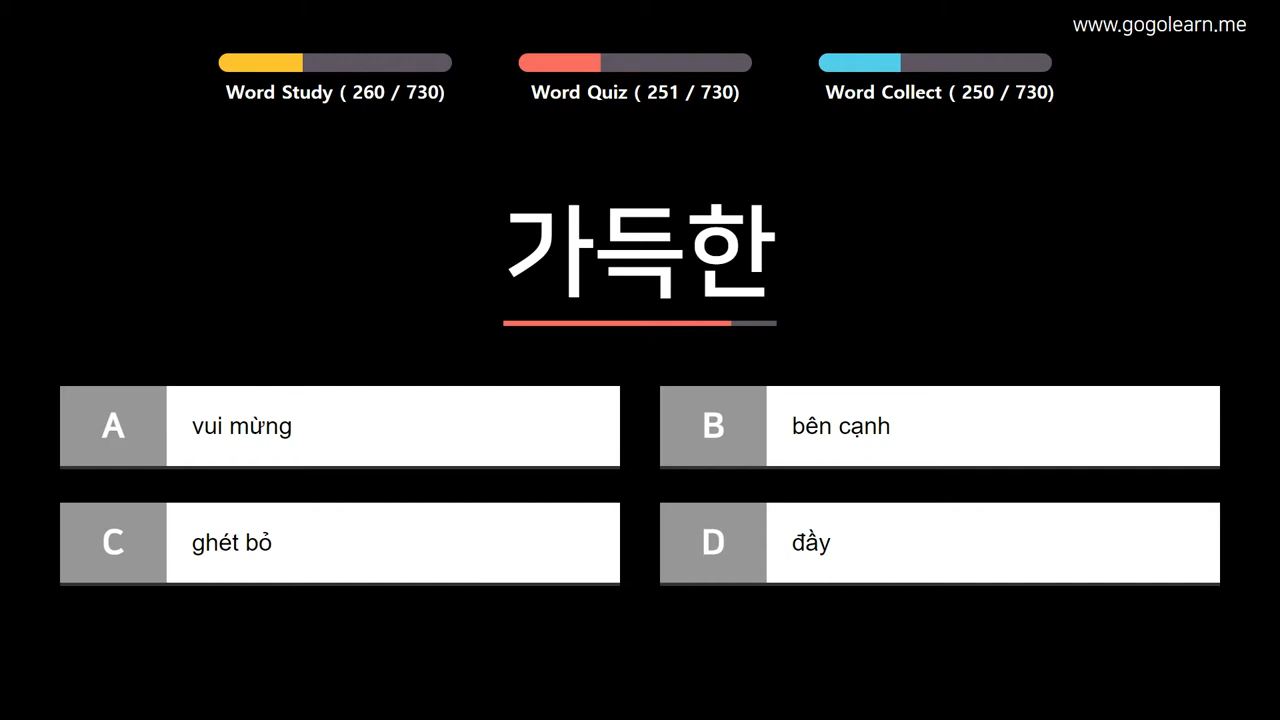 www.gogolearn.me
Word Study ( 260 / 730)
Word Quiz ( 251 / 730)
Word Collect ( 250 / 730)
가득한
A vui mừng
B bên cạnh
C ghét bỏ
D đầy